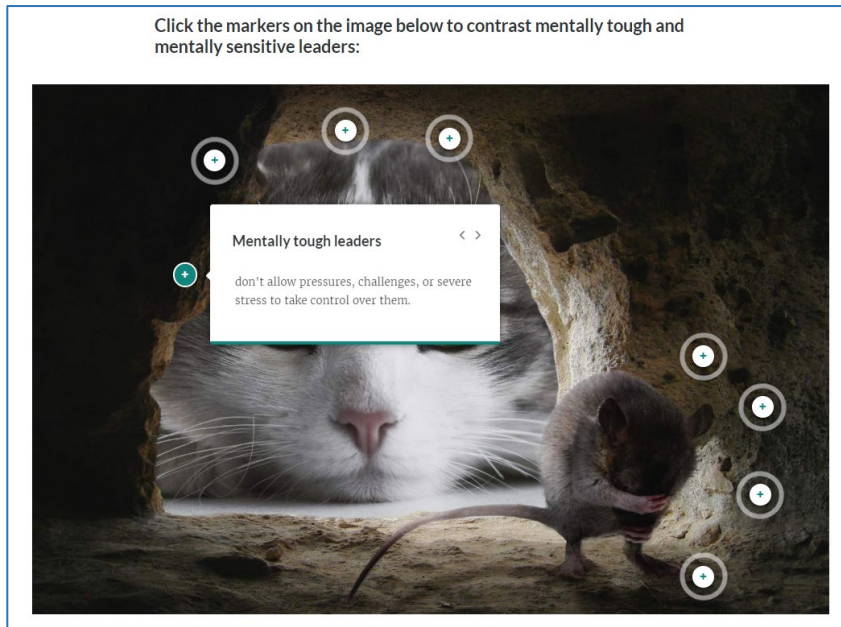 Click the markers on the image below to contrast mentally tough and
mentally sensitive leaders:
Mentally tough leaders
don't allow pressures, challenges, or severe
stress to take control over them.